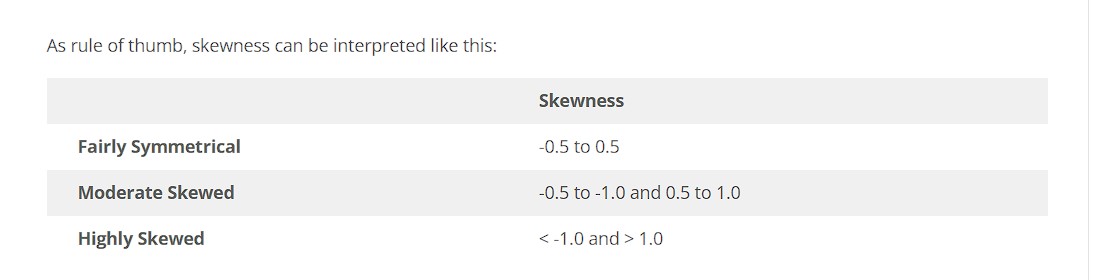 As rule of thumb, skewness can be interpreted like this:
Skewness
Fairly Symmetrical -0.5 to 0.5
Moderate Skewed -0.5 to -1.0 and 0.5 to 1.0
Highly Skewed < -1.0 and > 1.0